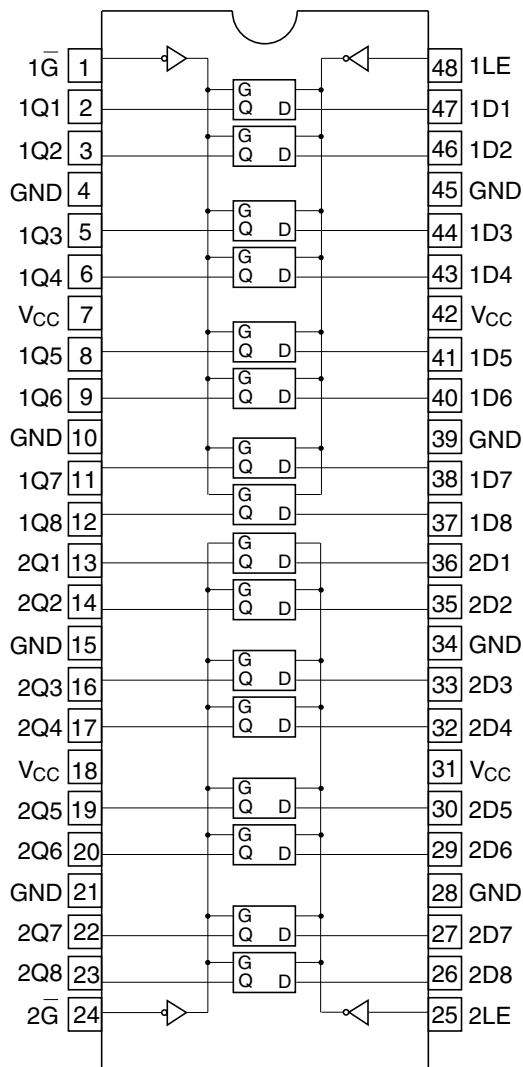 1G̅ 1 48 1LE
G
1Q1 2 Q D 47 1D1
G
1Q2 3 Q D 46 1D2
GND 4 45 GND
G
1Q3 5 Q D 44 1D3
G
1Q4 6 Q D 43 1D4
VCC 7 42 VCC
G
1Q5 8 Q D 41 1D5
G
1Q6 9 Q D 40 1D6
GND 10 39 GND
G
1Q7 11 Q D 38 1D7
G
1Q8 12 Q D 37 1D8
G
2Q1 13 Q D 36 2D1
G
2Q2 14 Q D 35 2D2
GND 15 34 GND
G
2Q3 16 Q D 33 2D3
G
2Q4 17 Q D 32 2D4
VCC 18 31 VCC
G
2Q5 19 Q D 30 2D5
G
2Q6 20 Q D 29 2D6
GND 21 28 GND
G
2Q7 22 Q D 27 2D7
G
2Q8 23 Q D 26 2D8
2G̅ 24 25 2LE